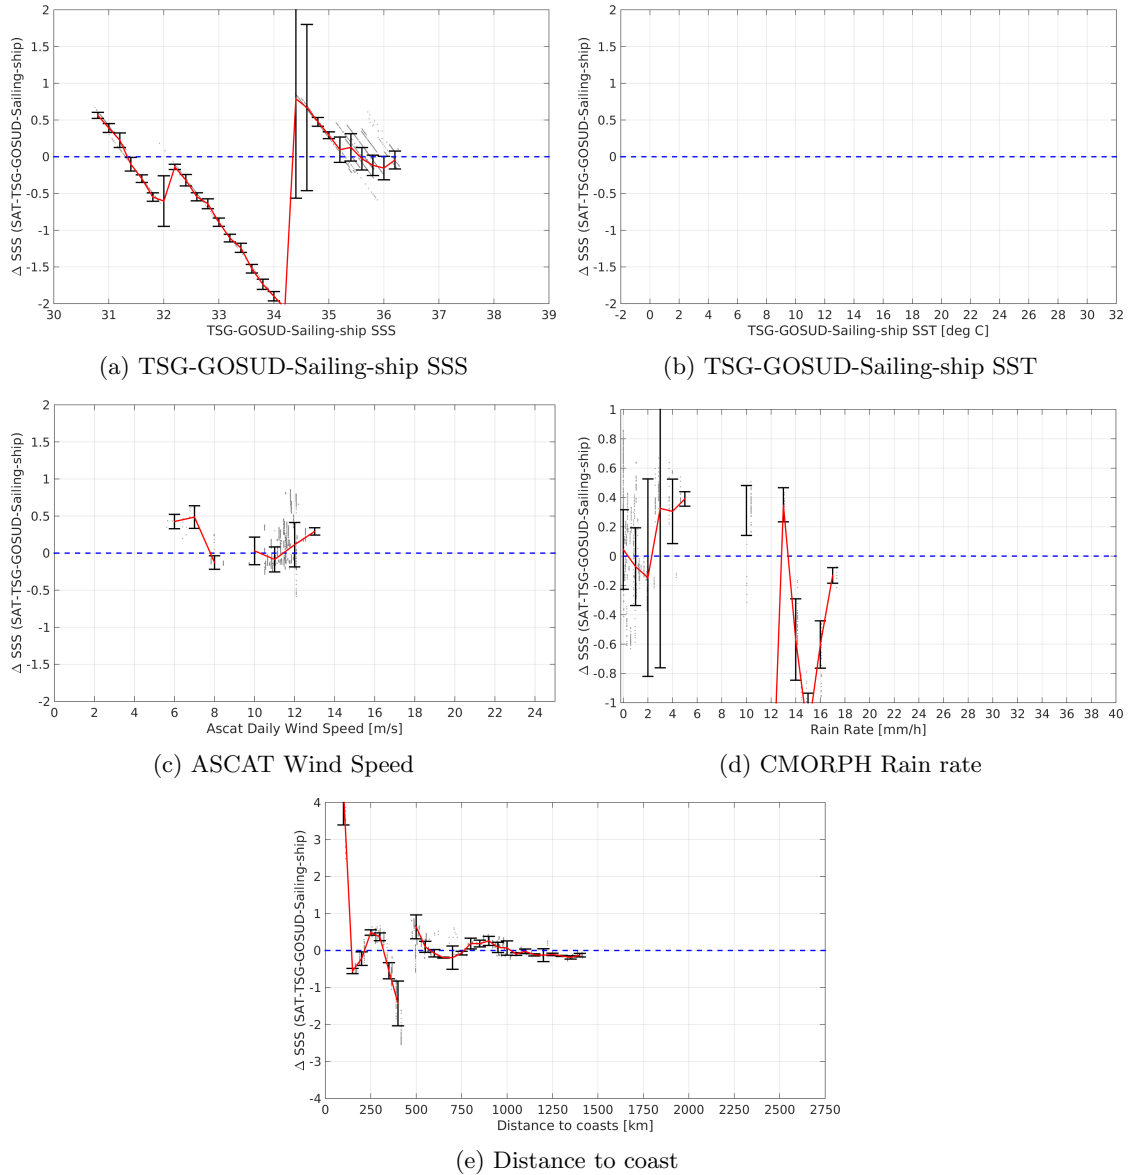 2
1.5
1
0.5
0
-0.5
-1
-1.5
-2
Δ SSS (SAT-TSG-GOSUD-Sailing-ship)
30 31 32 33 34 35 36 37 38 39
TSG-GOSUD-Sailing-ship SSS
(a) TSG-GOSUD-Sailing-ship SSS
2
1.5
1
0.5
0
-0.5
-1
-1.5
-2
Δ SSS (SAT-TSG-GOSUD-Sailing-ship)
-2 0 2 4 6 8 10 12 14 16 18 20 22 24 26 28 30 32
TSG-GOSUD-Sailing-ship SST [deg C]
(b) TSG-GOSUD-Sailing-ship SST
2
1.5
1
0.5
0
-0.5
-1
-1.5
-2
Δ SSS (SAT-TSG-GOSUD-Sailing-ship)
0 2 4 6 8 10 12 14 16 18 20 22 24
Ascat Daily Wind Speed [m/s]
(c) ASCAT Wind Speed
1
0.8
0.6
0.4
0.2
0
-0.2
-0.4
-0.6
-0.8
-1
Δ SSS (SAT-TSG-GOSUD-Sailing-ship)
0 2 4 6 8 10 12 14 16 18 20 22 24 26 28 30 32 34 36 38 40
Rain Rate [mm/h]
(d) CMORPH Rain rate
4
3
2
1
0
-1
-2
-3
-4
Δ SSS (SAT-TSG-GOSUD-Sailing-ship)
0 250 500 750 1000 1250 1500 1750 2000 2250 2500 2750
Distance to coasts [km]
(e) Distance to coast